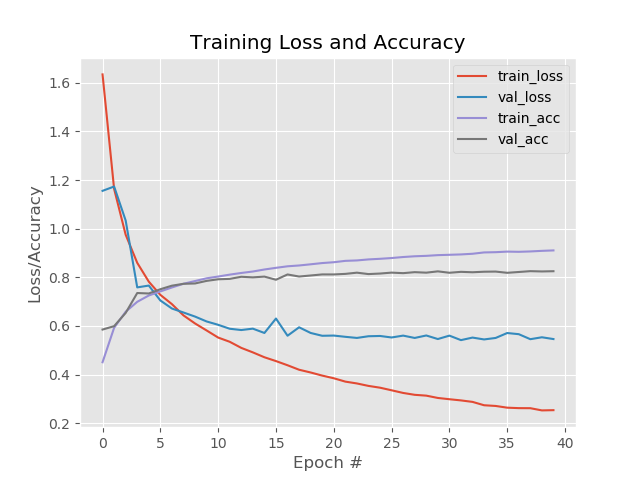 Training Loss and Accuracy
train_loss
val_loss
train_acc
val_acc
Loss/Accuracy
1.6
1.4
1.2
1.0
0.8
0.6
0.4
0.2
0 5 10 15 20 25 30 35 40
Epoch #